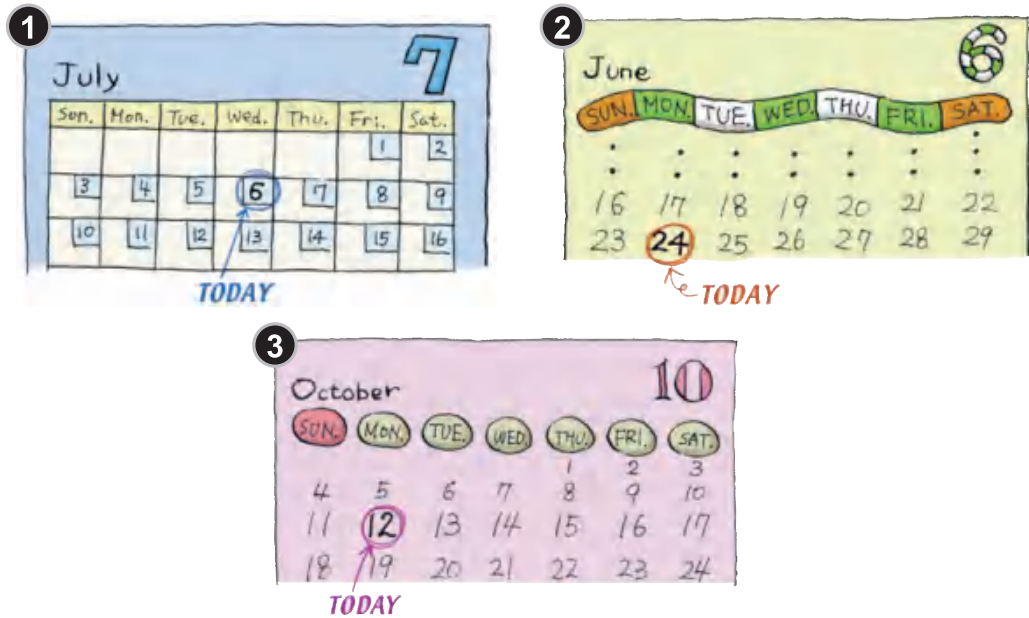 1
July 7
Sun. Mon. Tue. Wed. Thu. Fri. Sat.
1 2
3 4 5 6 7 8 9
10 11 12 13 14 15 16
TODAY
2
June 6
SUN. MON. TUE. WED. THU. FRI. SAT.
16 17 18 19 20 21 22
23 24 25 26 27 28 29
TODAY
3
October 10
SUN. MON. TUE. WED. THU. FRI. SAT.
1 2 3
4 5 6 7 8 9 10
11 12 13 14 15 16 17
18 19 20 21 22 23 24
TODAY